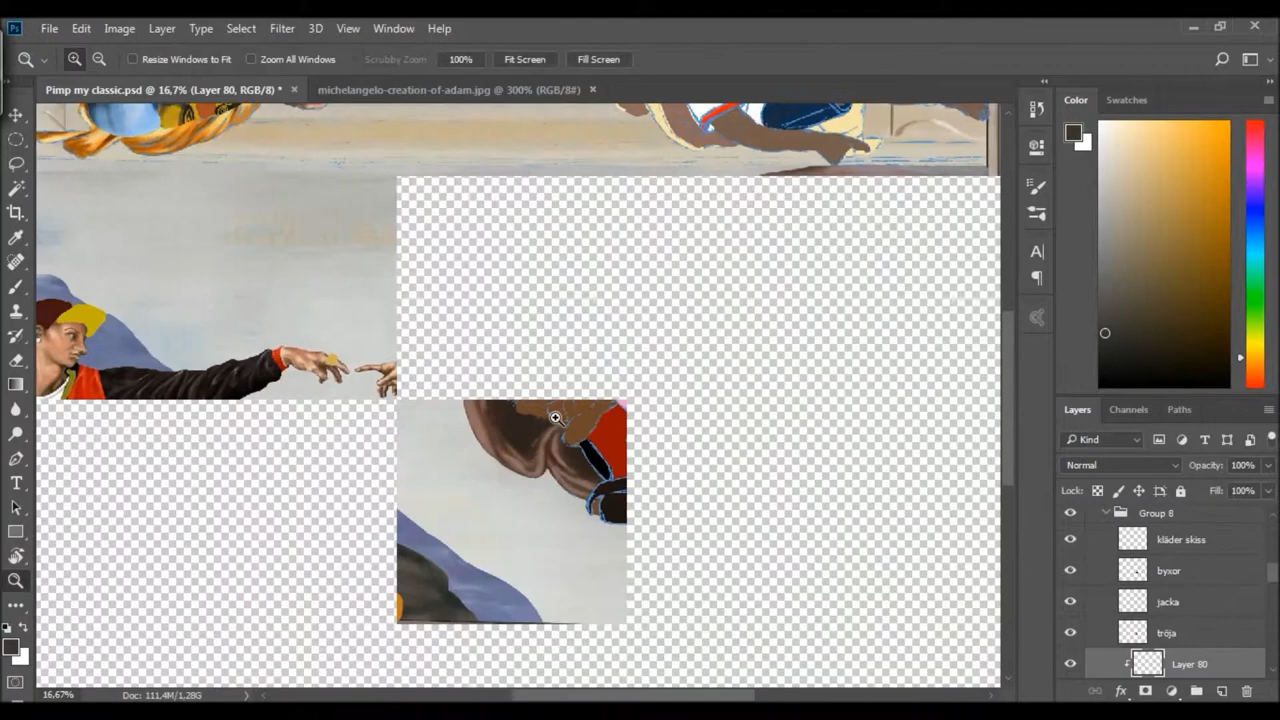 Ps File Edit Image Layer Type Select Filter 3D View Window Help
Resize Windows to Fit Zoom All Windows Scrubby Zoom 100% Fit Screen Fill Screen
Pimp my classic.psd @ 16,7% (Layer 80, RGB/8) * × michelangelo-creation-of-adam.jpg @ 300% (RGB/8#) ×
Color Swatches
Layers Channels Paths
Kind
Normal Opacity: 100%
Lock: Fill: 100%
Group 8
kläder skiss
byxor
jacka
tröja
Layer 80
16,67% Doc: 111,4M/1,28G